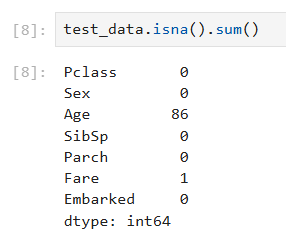 [8]: test_data.isna().sum()
[8]: Pclass 0
Sex 0
Age 86
SibSp 0
Parch 0
Fare 1
Embarked 0
dtype: int64